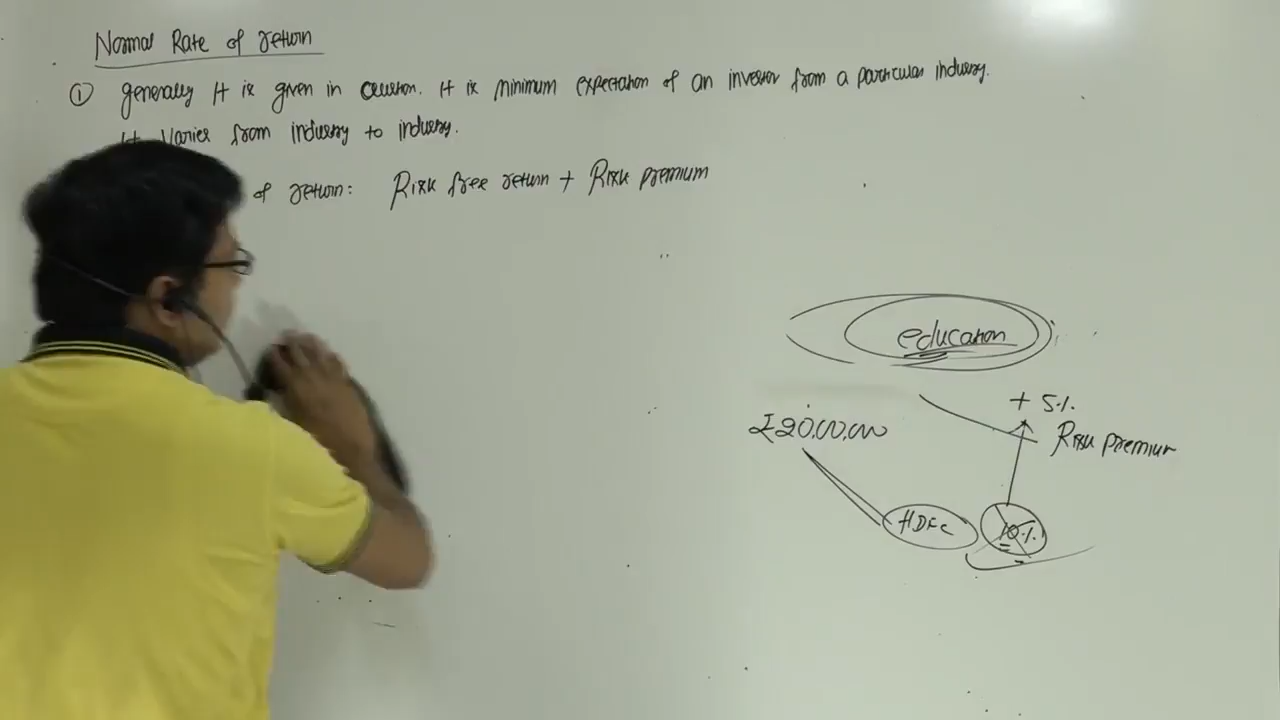 Normal Rate of return
① generally It is given in Question. It is minimum expectation of an investor from a particular industry.
It varies from industry to industry.
of return: Risk free return + Risk premium
education
+ 5%
₹20,00,000
Risk premium
HDFC
10%